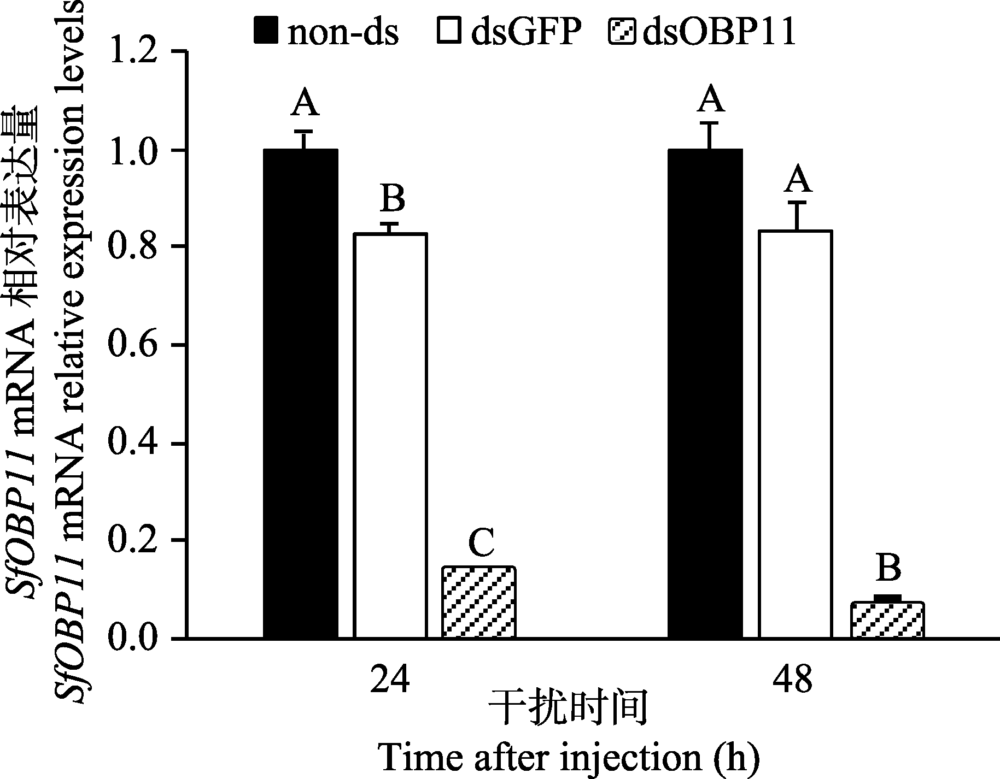 non-ds dsGFP dsOBP11
SfOBP11 mRNA 相对表达量
SfOBP11 mRNA relative expression levels
1.2
1.0
0.8
0.6
0.4
0.2
0.0
A
B
C
A
A
B
24 48
干扰时间
Time after injection (h)